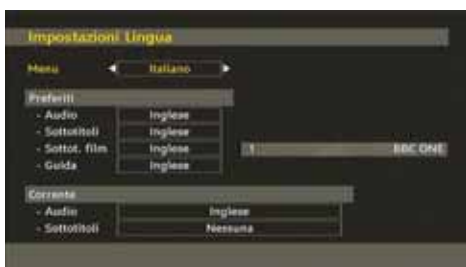 Impostazioni Lingua
Menu Italiano
Preferiti
- Audio Inglese
- Sottotitoli Inglese
- Sottot. film Inglese
1 BBC ONE
- Guida Inglese
Corrente
- Audio Inglese
- Sottotitoli Nessuna